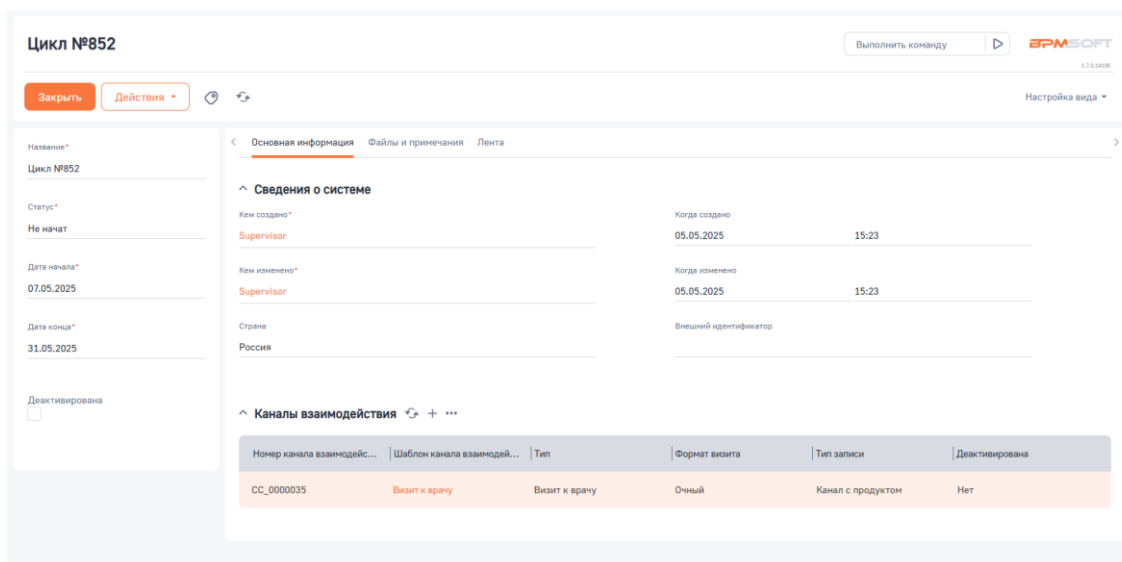 Цикл №852
Выполнить команду
BPMSOFT
Закрыть
Действия
Настройка вида
Название*
Цикл №852
Статус*
Не начат
Дата начала*
07.05.2025
Дата конца*
31.05.2025
Деактивирована
Основная информация Файлы и примечания Лента
Сведения о системе
Кем создано* Когда создано
Supervisor 05.05.2025 15:23
Кем изменено* Когда изменено
Supervisor 05.05.2025 15:23
Страна Внешний идентификатор
Россия
Каналы взаимодействия
Номер канала взаимодейс... Шаблон канала взаимодей... Тип Формат визита Тип записи Деактивирована
CC_0000035 Визит к врачу Визит к врачу Очный Канал с продуктом Нет